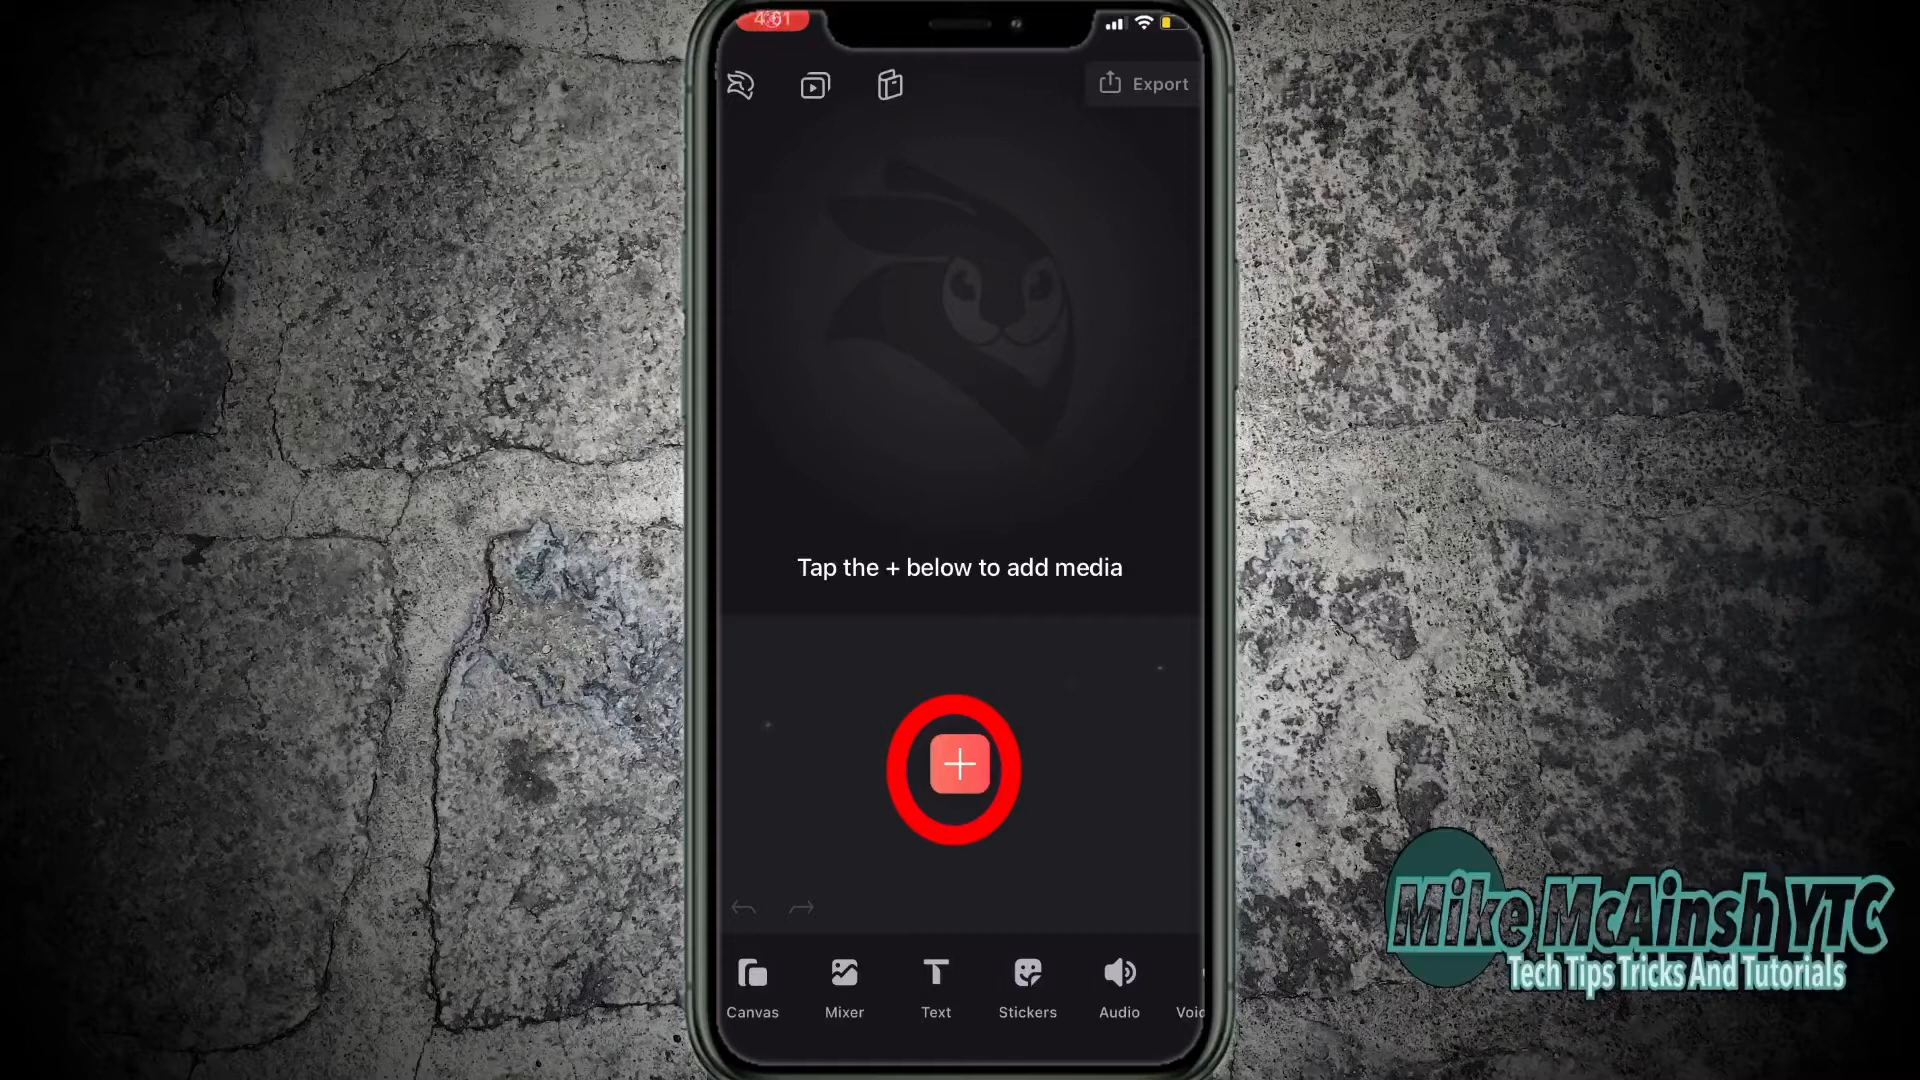 Export
Tap the + below to add media
Canvas
Mixer
Text
Stickers
Audio
Mike McAinsh YTC
Tech Tips Tricks And Tutorials